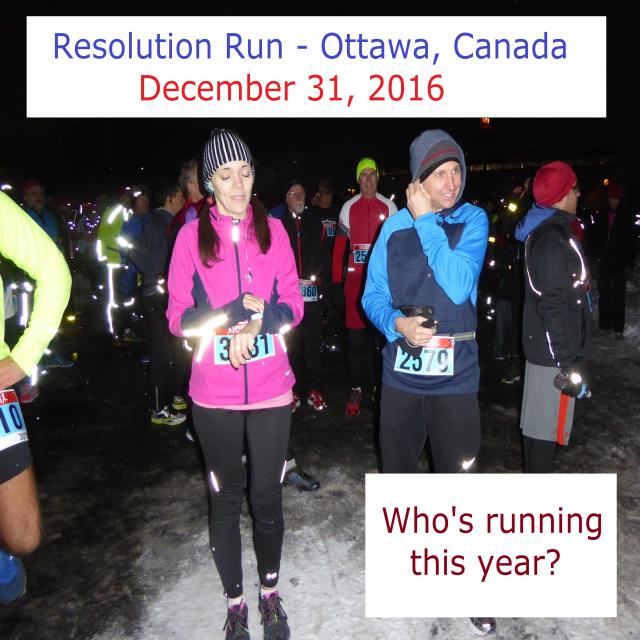 Resolution Run - Ottawa, Canada
December 31, 2016
2579
Who's running
this year?